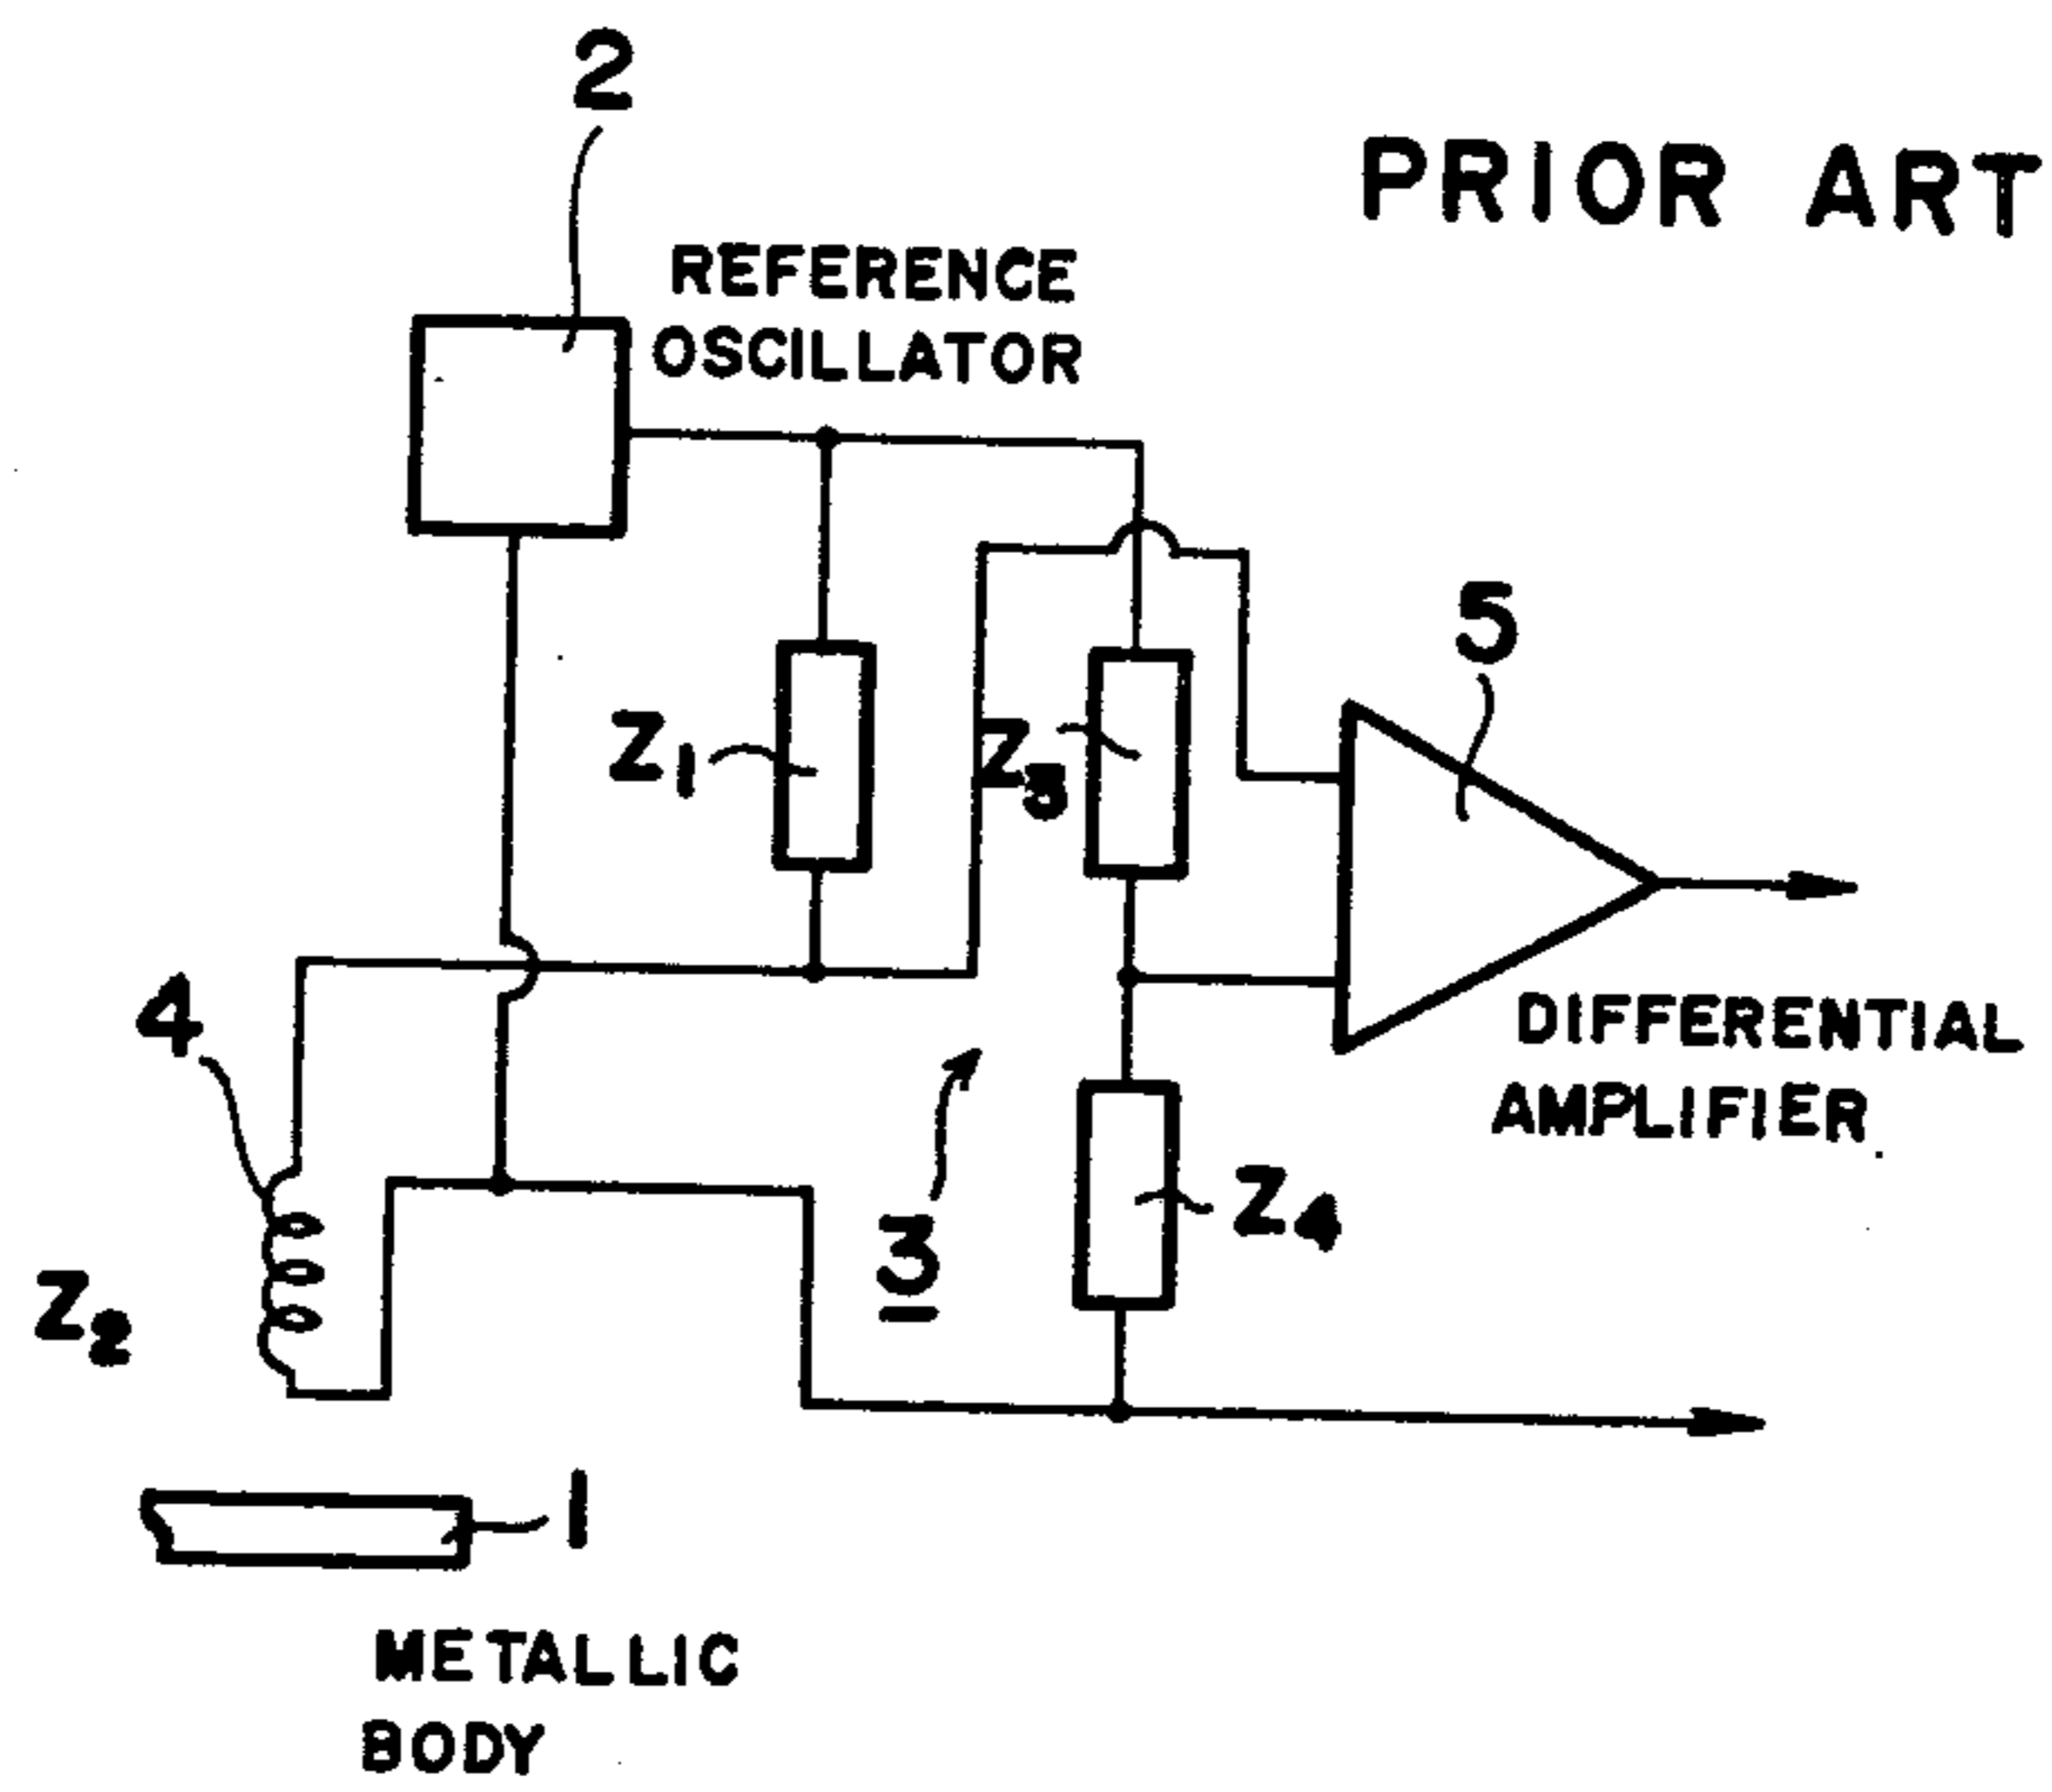 2
PRIOR ART
REFERENCE
OSCILLATOR
5
Z1
Z3
4
DIFFERENTIAL
AMPLIFIER
3
Z4
Z2
1
METALLIC
BODY